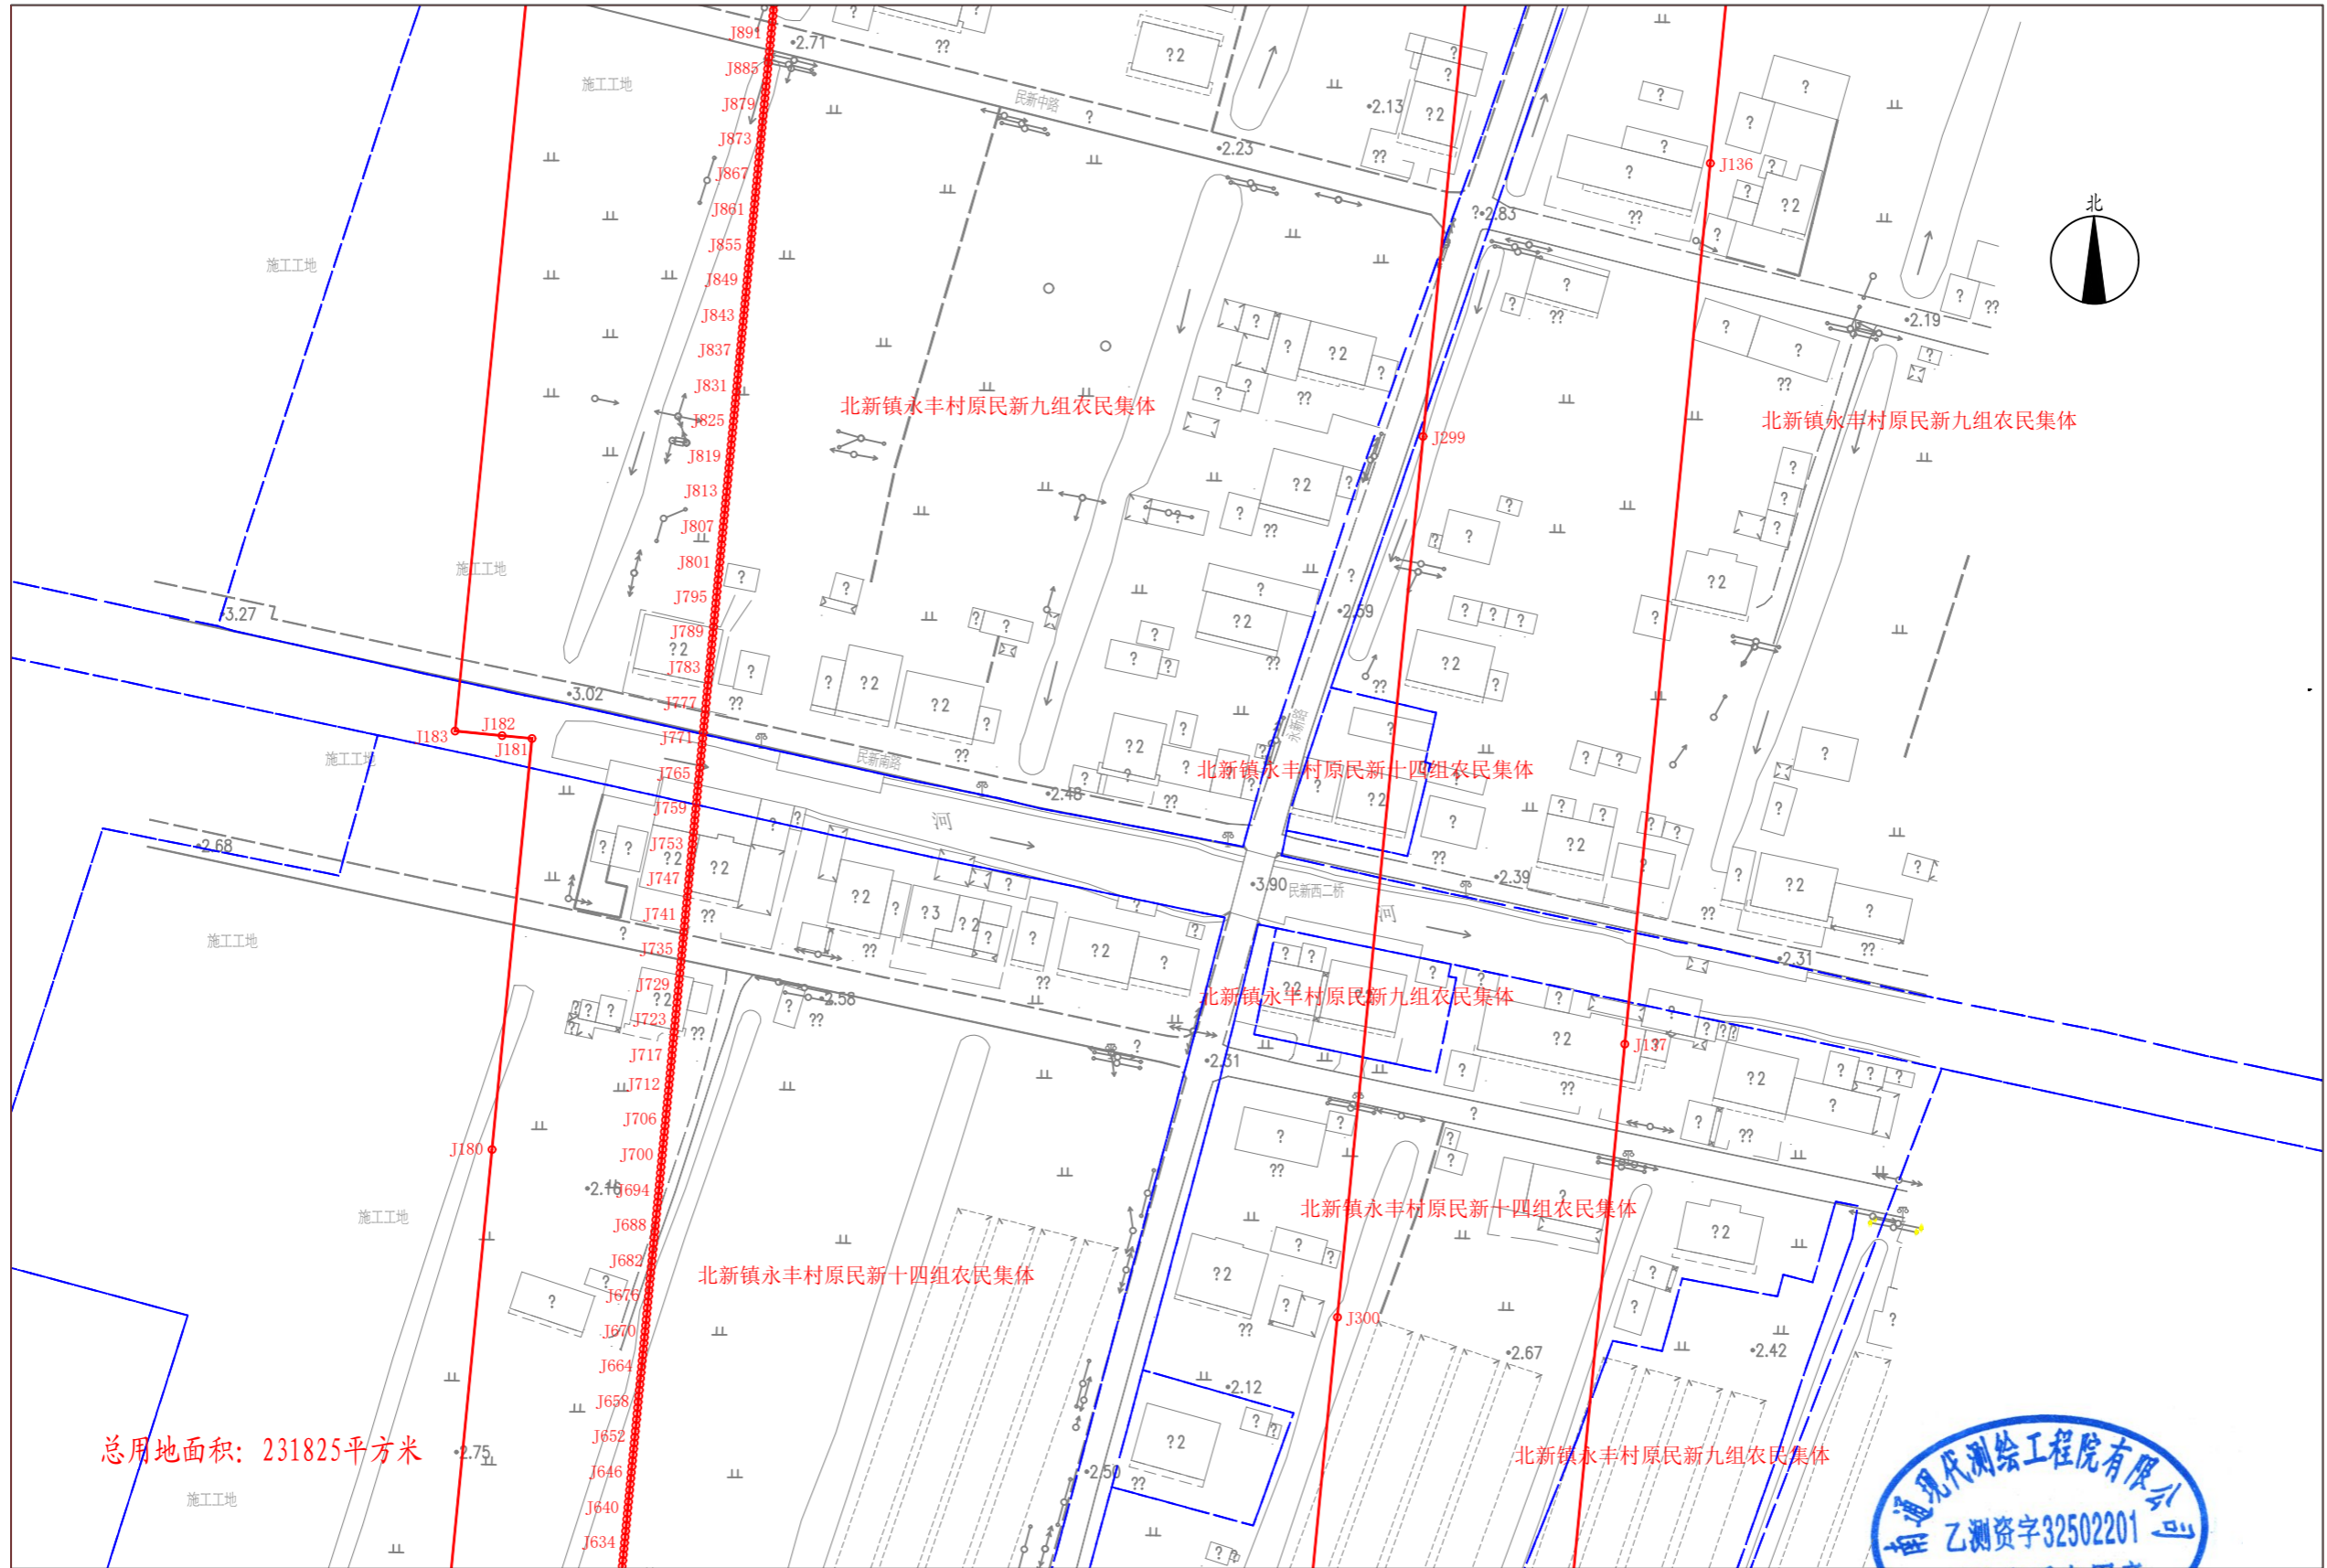 J891
2.71
??
?2
J885
施工工地
J879
民新中路
?
2.13
?2
J873
2.23
??
J136
J867
J861
?2.83
?2
??
北
J855
施工工地
J849
J843
2.19
J837
J831
北新镇永丰村原民新九组农民集体
J825
北新镇永丰村原民新九组农民集体
J299
J819
J813
J807
J801
施工工地
J795
3.27
J789
J783
3.02
J777
永新路
J182
J183
J181
J771
施工工地
民新南路
J765
北新镇永丰村原民新十四组农民集体
2.48
J759
河
2.68
J753
J747
2.39
3.90
民新西二桥
J741
河
施工工地
J735
2.31
J729
2.58
北新镇永丰村原民新九组农民集体
J723
J717
J137
2.31
J712
J706
J180
J700
J694
施工工地
北新镇永丰村原民新十四组农民集体
J688
J682
北新镇永丰村原民新十四组农民集体
J676
J670
J300
2.67
2.42
J664
2.12
J658
J652
总用地面积：231825平方米
2.75
北新镇永丰村原民新九组农民集体
J646
2.50
施工工地
J640
J634
南通现代测绘工程院有限公司
乙测资字32502201